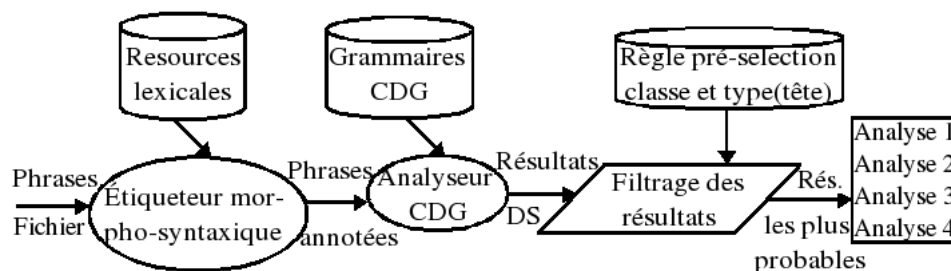 Resources
lexicales
Grammaires
CDG
Règle pré-selection
classe et type(tête)
Phrases
Fichier
Étiqueteur mor-
pho-syntaxique
Phrases
annotées
Analyseur
CDG
Résultats
DS
Filtrage des
résultats
Rés.
les plus
probables
Analyse 1
Analyse 2
Analyse 3
Analyse 4